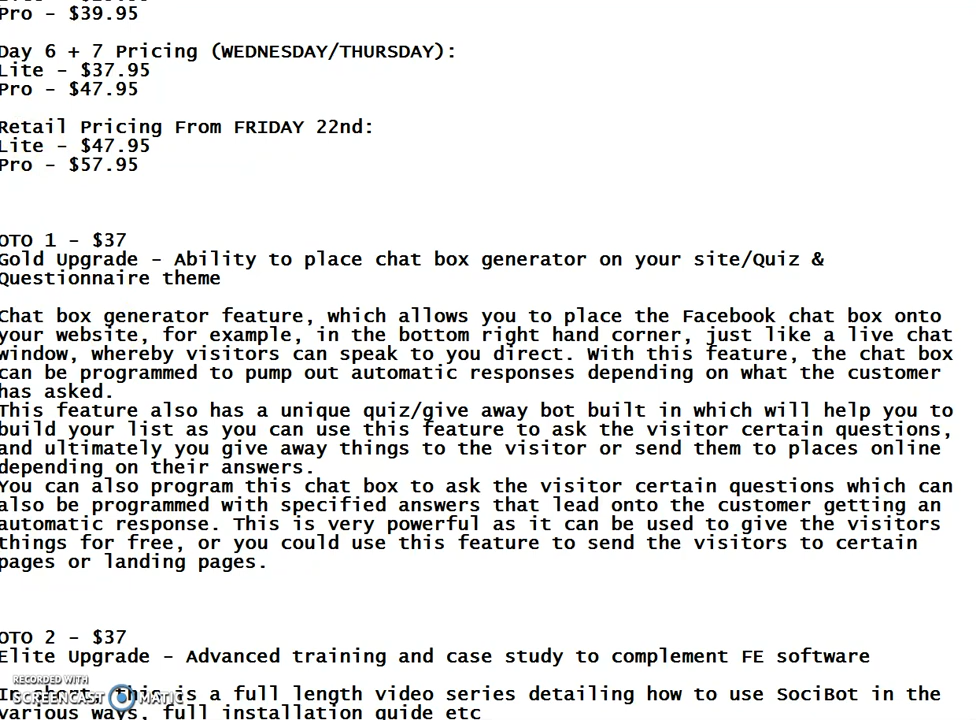 Pro - $39.95
Day 6 + 7 Pricing (WEDNESDAY/THURSDAY):
Lite - $37.95
Pro - $47.95
Retail Pricing From FRIDAY 22nd:
Lite - $47.95
Pro - $57.95
OTO 1 - $37
Gold Upgrade - Ability to place chat box generator on your site/Quiz &
Questionnaire theme
Chat box generator feature, which allows you to place the Facebook chat box onto
your website, for example, in the bottom right hand corner, just like a live chat
window, whereby visitors can speak to you direct. With this feature, the chat box
can be programmed to pump out automatic responses depending on what the customer
has asked.
This feature also has a unique quiz/give away bot built in which will help you to
build your list as you can use this feature to ask the visitor certain questions,
and ultimately you give away things to the visitor or send them to places online
depending on their answers.
You can also program this chat box to ask the visitor certain questions which can
also be programmed with specified answers that lead onto the customer getting an
automatic response. This is very powerful as it can be used to give the visitors
things for free, or you could use this feature to send the visitors to certain
pages or landing pages.
OTO 2 - $37
Elite Upgrade - Advanced training and case study to complement FE software
In short, this is a full length video series detailing how to use SociBot in the
various ways, full installation guide etc
RECORDED WITH
SCREENCAST MATIC